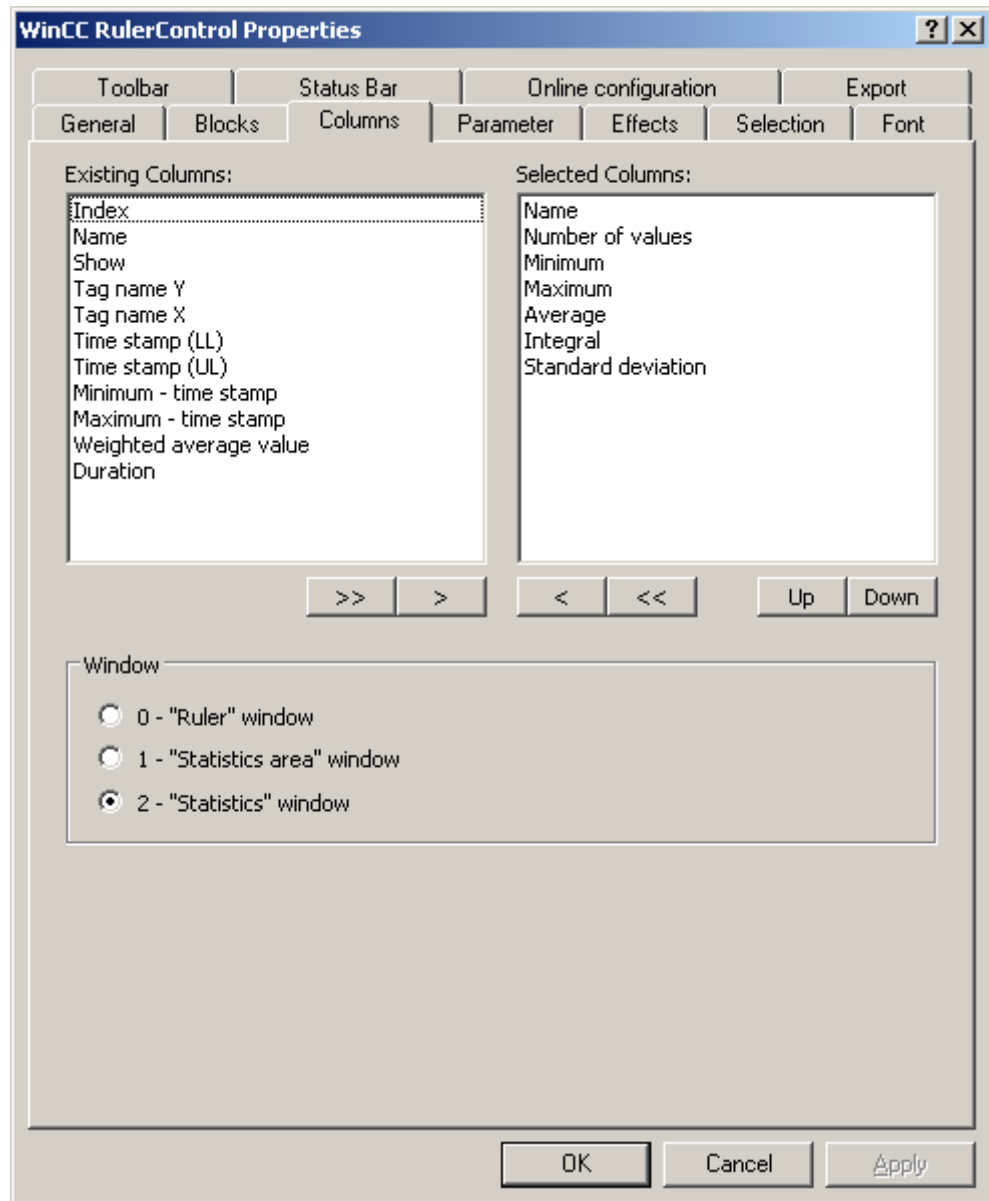 WinCC RulerControl Properties
Toolbar Status Bar Online configuration Export
General Blocks Columns Parameter Effects Selection Font
Existing Columns:
Index
Name
Show
Tag name Y
Tag name X
Time stamp (LL)
Time stamp (UL)
Minimum - time stamp
Maximum - time stamp
Weighted average value
Duration
>> >
Selected Columns:
Name
Number of values
Minimum
Maximum
Average
Integral
Standard deviation
< << Up Down
Window
0 - "Ruler" window
1 - "Statistics area" window
2 - "Statistics" window
OK Cancel Apply